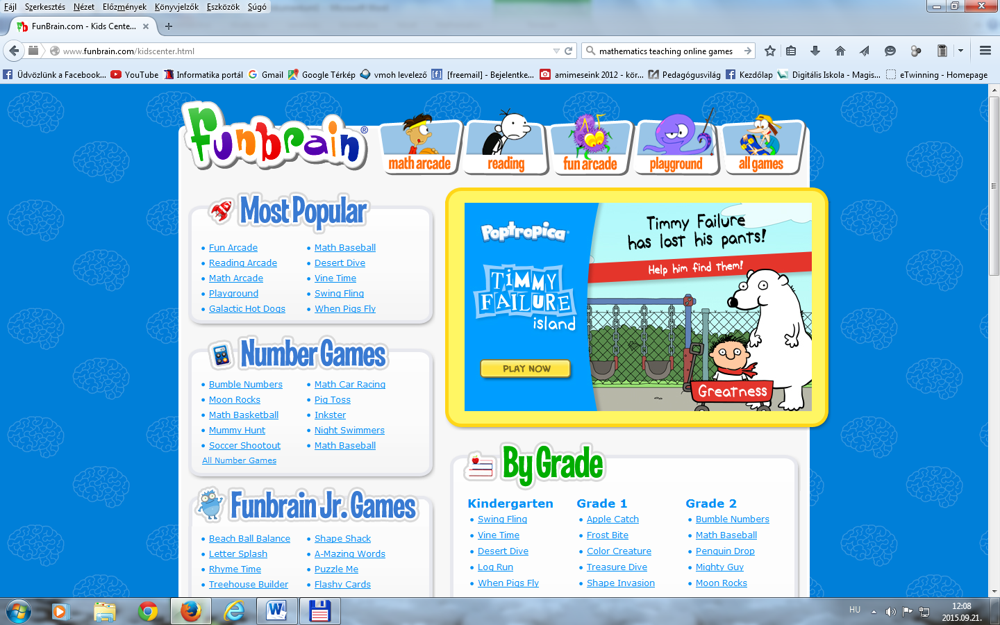 Fájl Szerkesztés Nézet Előzmények Könyvjelzők Eszközök Súgó
FunBrain.com - Kids Cente...
www.funbrain.com/kidscenter.html
mathematics teaching online games
Üdvözlünk a Facebook... YouTube Informatika portál Gmail Google Térkép vmoh levelező [freemail] - Bejelentke... amimeseink 2012 - kör... Pedagógusvilág Kezdőlap Digitális Iskola - Magis... eTwinning - Homepage
funbrain®
math arcade reading fun arcade playground all games
Most Popular
Fun Arcade Math Baseball
Reading Arcade Desert Dive
Math Arcade Vine Time
Playground Swing Fling
Galactic Hot Dogs When Pigs Fly
Poptropica
TIMMY
FAILURE
island
PLAY NOW
Timmy Failure
has lost his pants!
Help him find them!
Greatness
Number Games
Bumble Numbers Math Car Racing
Moon Rocks Pig Toss
Math Basketball Inkster
Mummy Hunt Night Swimmers
Soccer Shootout Math Baseball
All Number Games
Funbrain Jr. Games
Beach Ball Balance Shape Shack
Letter Splash A-Mazing Words
Rhyme Time Puzzle Me
Treehouse Builder Flashy Cards
By Grade
Kindergarten Grade 1 Grade 2
Swing Fling Apple Catch Bumble Numbers
Vine Time Frost Bite Math Baseball
Desert Dive Color Creature Penguin Drop
Log Run Treasure Dive Mighty Guy
When Pigs Fly Shape Invasion Moon Rocks
HU
12:08
2015.09.21.